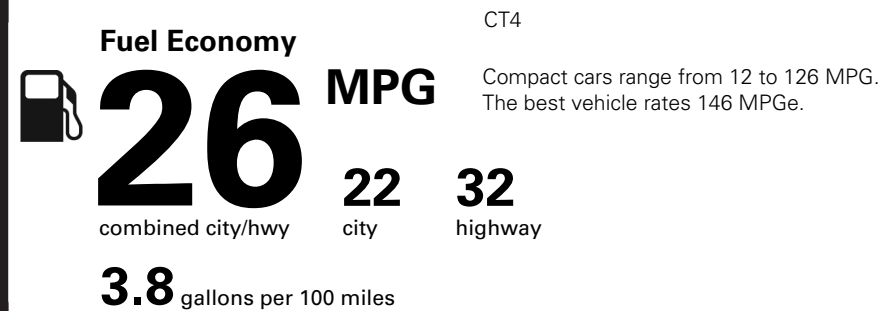 CT4
Fuel Economy
26 MPG
Compact cars range from 12 to 126 MPG.
The best vehicle rates 146 MPGe.
22 32
combined city/hwy city highway
3.8 gallons per 100 miles